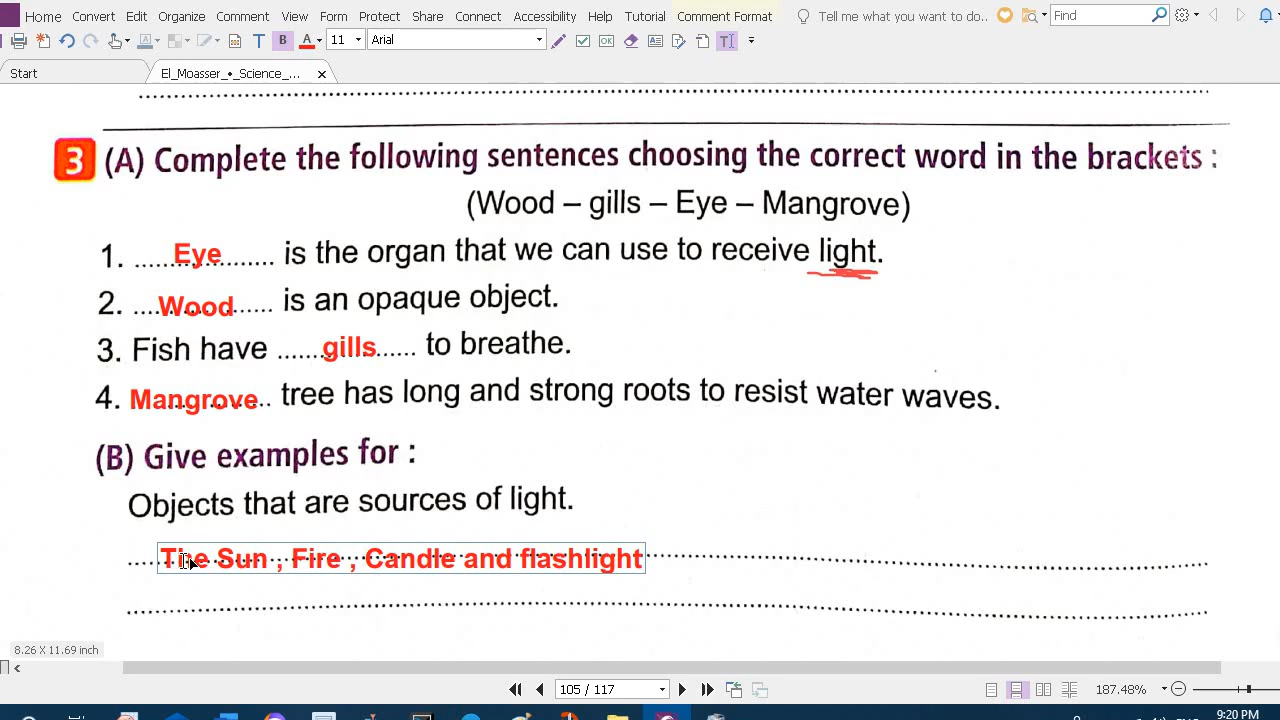 Home Convert Edit Organize Comment View Form Protect Share Connect Accessibility Help Tutorial Comment Format Tell me what you want to do.. Find
11 Arial
Start El_Moasser_•_Science_...
3 (A) Complete the following sentences choosing the correct word in the brackets :
(Wood – gills – Eye – Mangrove)
1. Eye is the organ that we can use to receive light.
2. Wood is an opaque object.
3. Fish have gills to breathe.
4. Mangrove tree has long and strong roots to resist water waves.
(B) Give examples for :
Objects that are sources of light.
The Sun , Fire , Candle and flashlight
8.26 X 11.69 inch
105 / 117 187.48%
9:20 PM